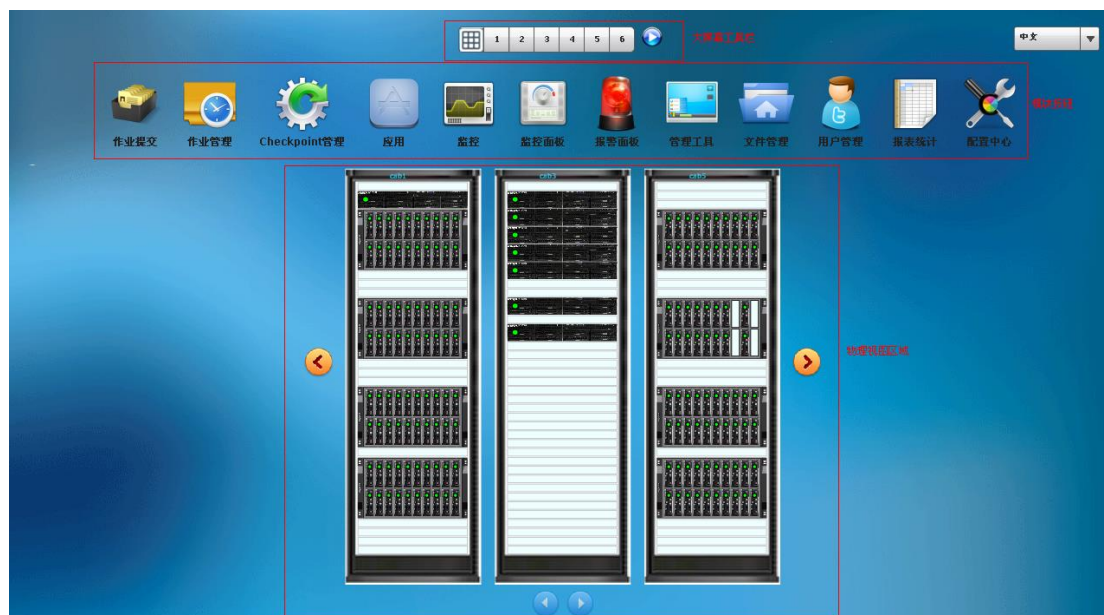 1 2 3 4 5 6
大屏幕工具栏
中文
作业提交 作业管理 Checkpoint管理 应用 监控 监控面板 报警面板 管理工具 文件管理 用户管理 报表统计 配置中心
模块按钮
cab1 cab3 cab5
物理视图区域